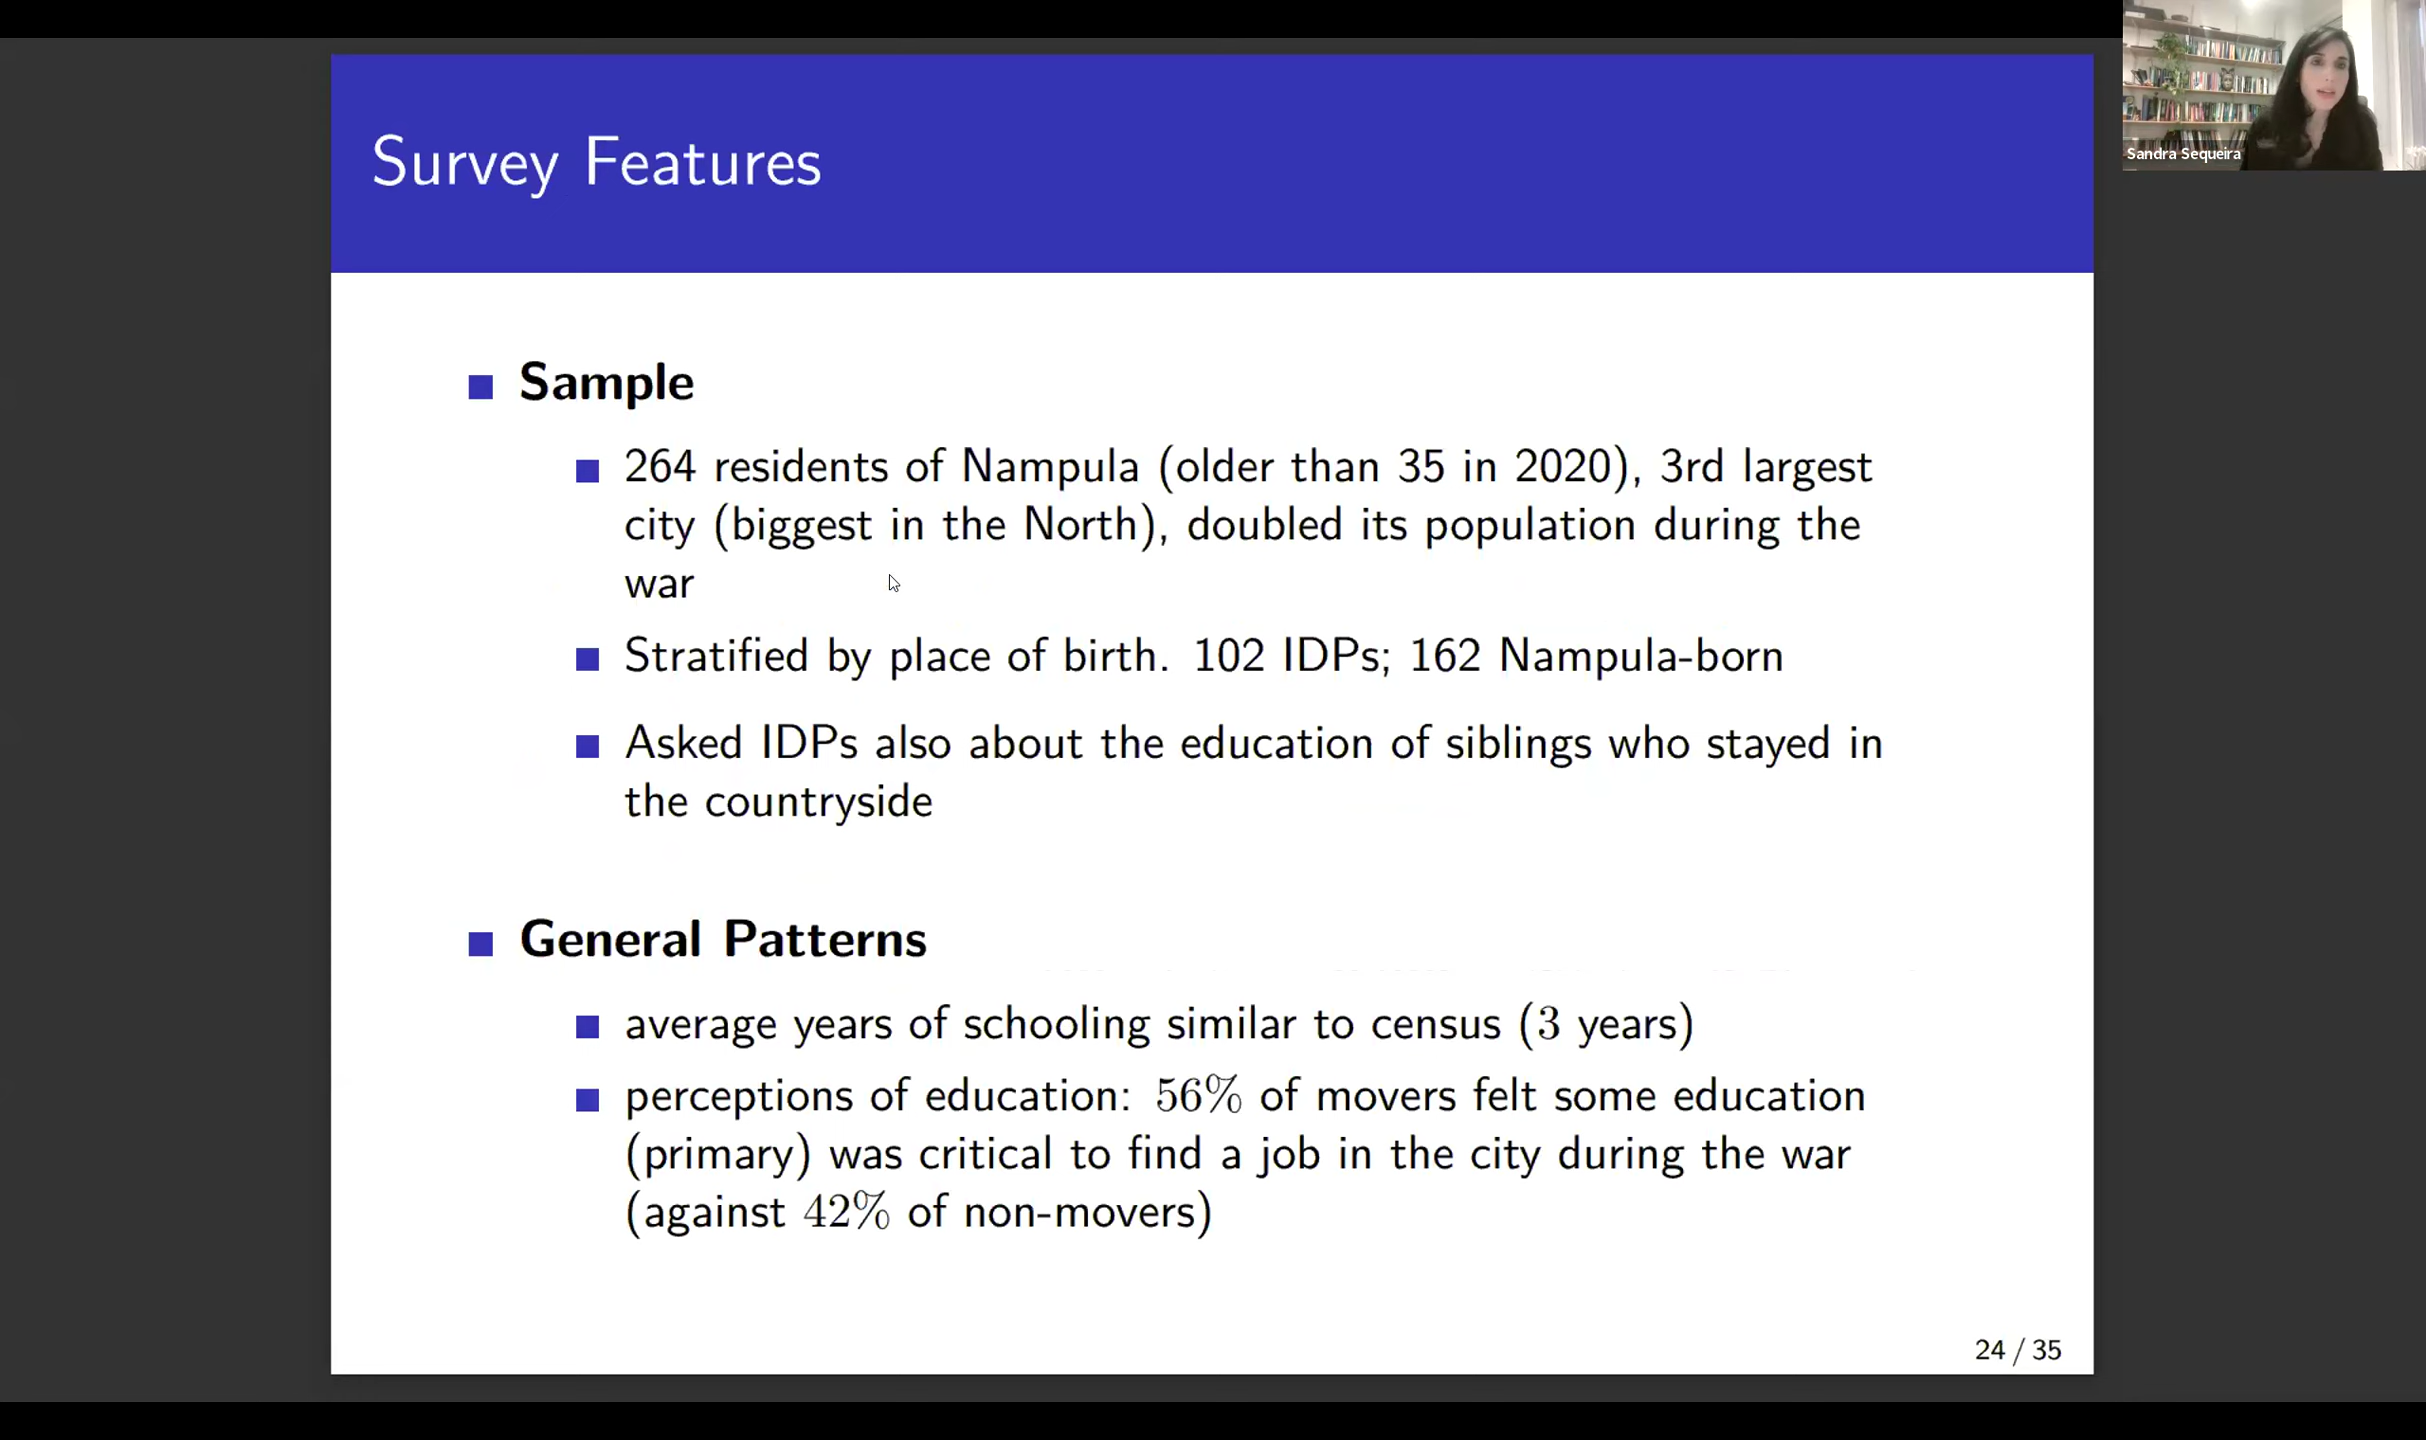 Survey Features
Sandra Sequeira
Sample
264 residents of Nampula (older than 35 in 2020), 3rd largest
city (biggest in the North), doubled its population during the
war
Stratified by place of birth. 102 IDPs; 162 Nampula-born
Asked IDPs also about the education of siblings who stayed in
the countryside
General Patterns
average years of schooling similar to census (3 years)
perceptions of education: 56% of movers felt some education
(primary) was critical to find a job in the city during the war
(against 42% of non-movers)
24 / 35